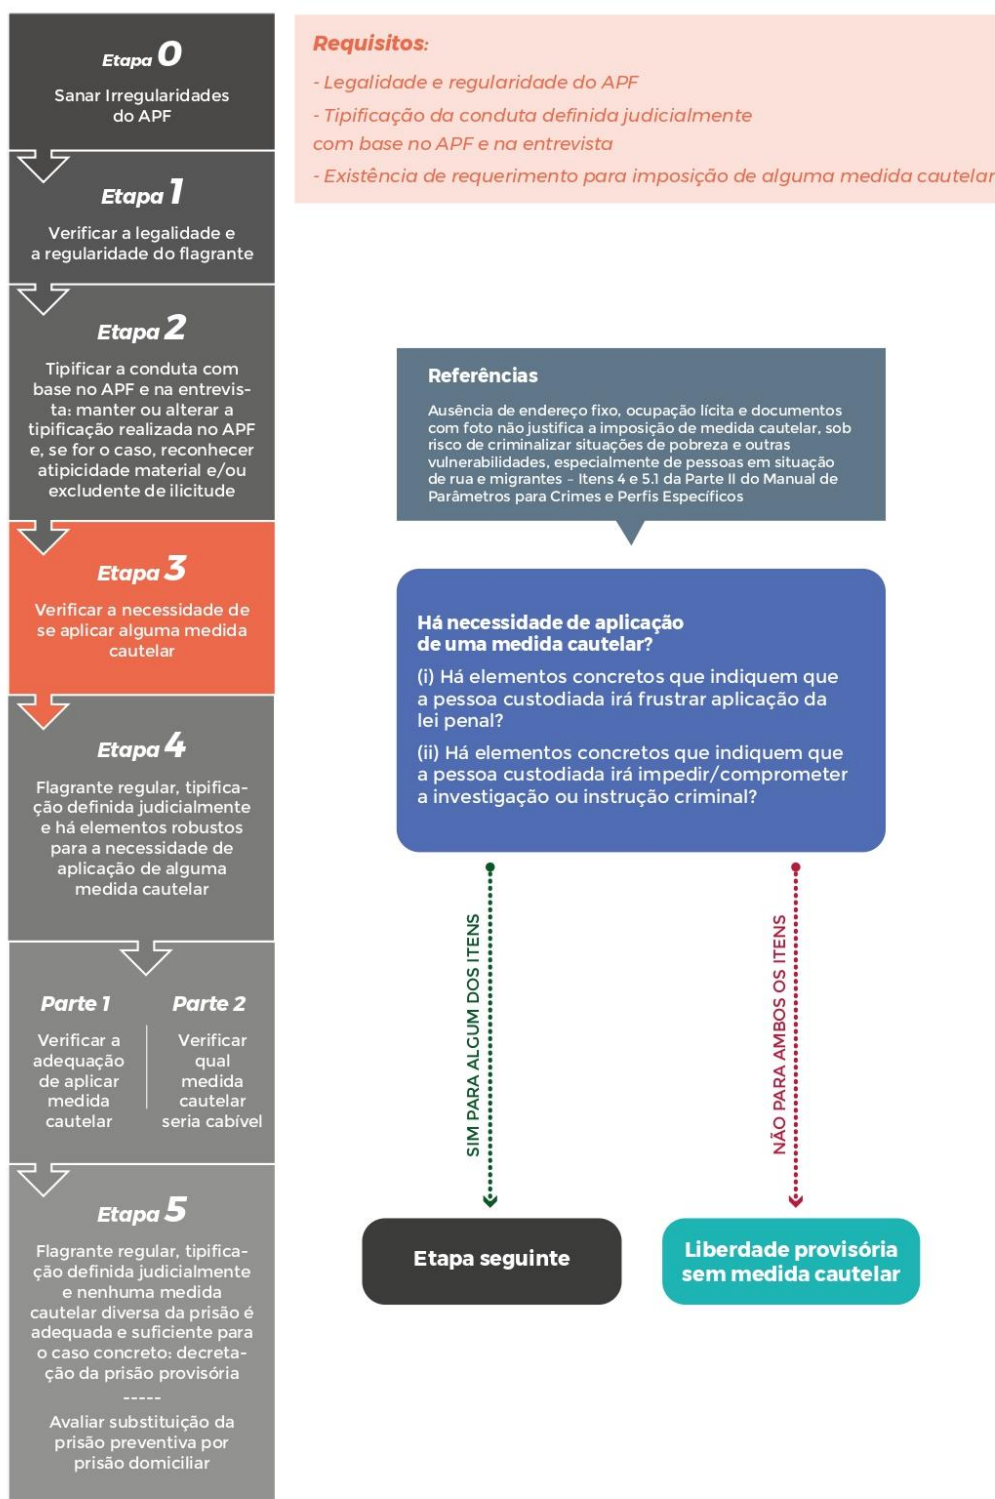 Etapa 0
Sanar Irregularidades
do APF
Etapa 1
Verificar a legalidade e
a regularidade do flagrante
Etapa 2
Tipificar a conduta com
base no APF e na entrevis-
ta: manter ou alterar a
tipificação realizada no APF
e, se for o caso, reconhecer
atipicidade material e/ou
excludente de ilicitude
Etapa 3
Verificar a necessidade de
se aplicar alguma medida
cautelar
Etapa 4
Flagrante regular, tipifica-
ção definida judicialmente
e há elementos robustos
para a necessidade de
aplicação de alguma
medida cautelar
Parte 1
Verificar a
adequação
de aplicar
medida
cautelar
Parte 2
Verificar
qual
medida
cautelar
seria cabível
Etapa 5
Flagrante regular, tipifica-
ção definida judicialmente
e nenhuma medida
cautelar diversa da prisão é
adequada e suficiente para
o caso concreto: decreta-
ção da prisão provisória
-----
Avaliar substituição da
prisão preventiva por
prisão domiciliar
Requisitos:
- Legalidade e regularidade do APF
- Tipificação da conduta definida judicialmente
com base no APF e na entrevista
- Existência de requerimento para imposição de alguma medida cautelar
Referências
Ausência de endereço fixo, ocupação lícita e documentos
com foto não justifica a imposição de medida cautelar, sob
risco de criminalizar situações de pobreza e outras
vulnerabilidades, especialmente de pessoas em situação
de rua e migrantes – Itens 4 e 5.1 da Parte II do Manual de
Parâmetros para Crimes e Perfis Específicos
Há necessidade de aplicação
de uma medida cautelar?
(i) Há elementos concretos que indiquem que
a pessoa custodiada irá frustrar aplicação da
lei penal?
(ii) Há elementos concretos que indiquem que
a pessoa custodiada irá impedir/comprometer
a investigação ou instrução criminal?
SIM PARA ALGUM DOS ITENS
NÃO PARA AMBOS OS ITENS
Etapa seguinte
Liberdade provisória
sem medida cautelar